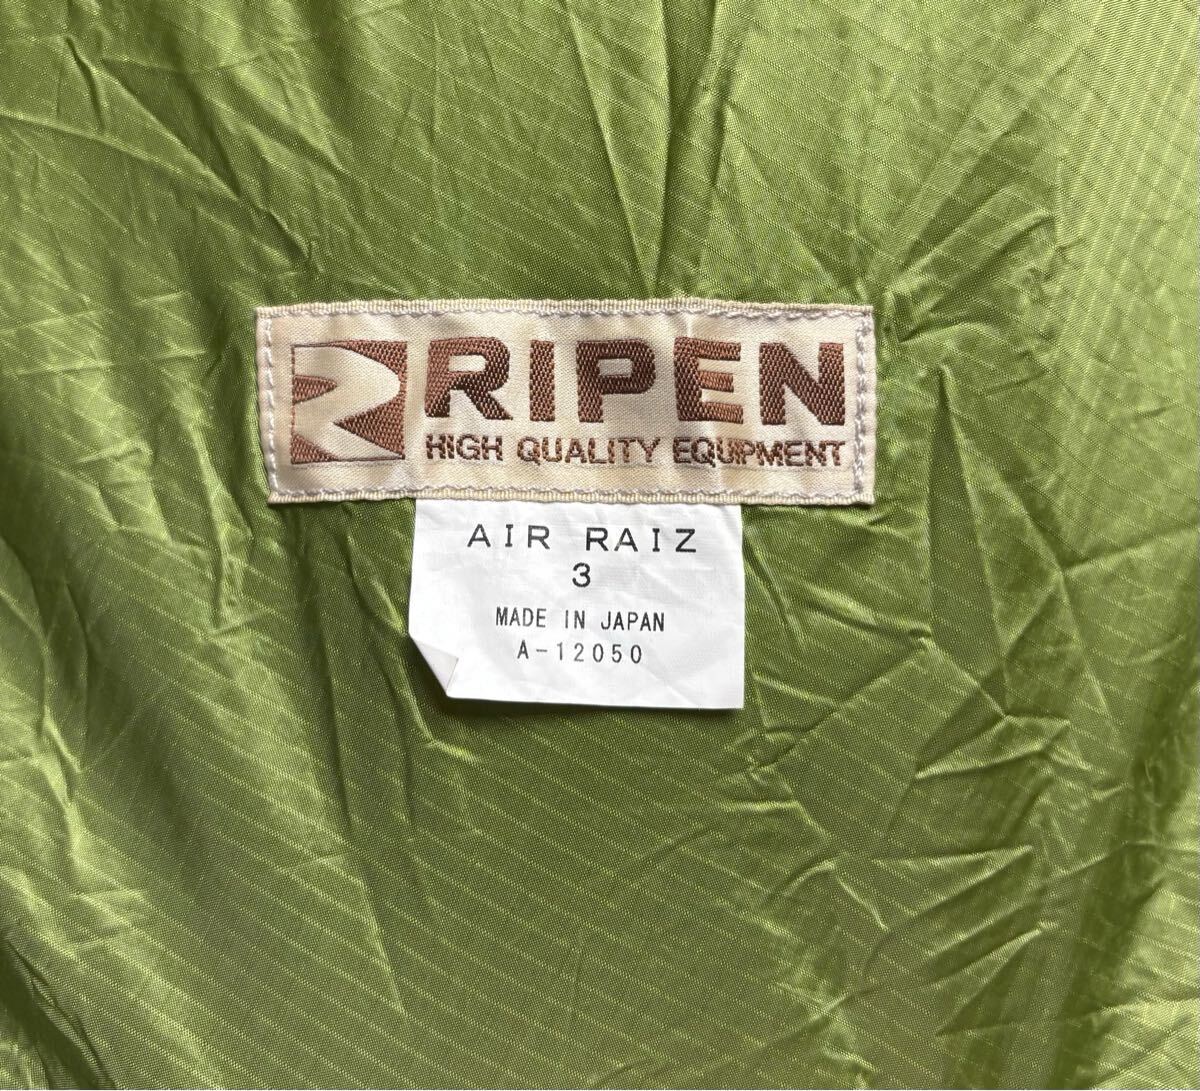 RIPEN
HIGH QUALITY EQUIPMENT
AIR RAIZ
3
MADE IN JAPAN
A-12050